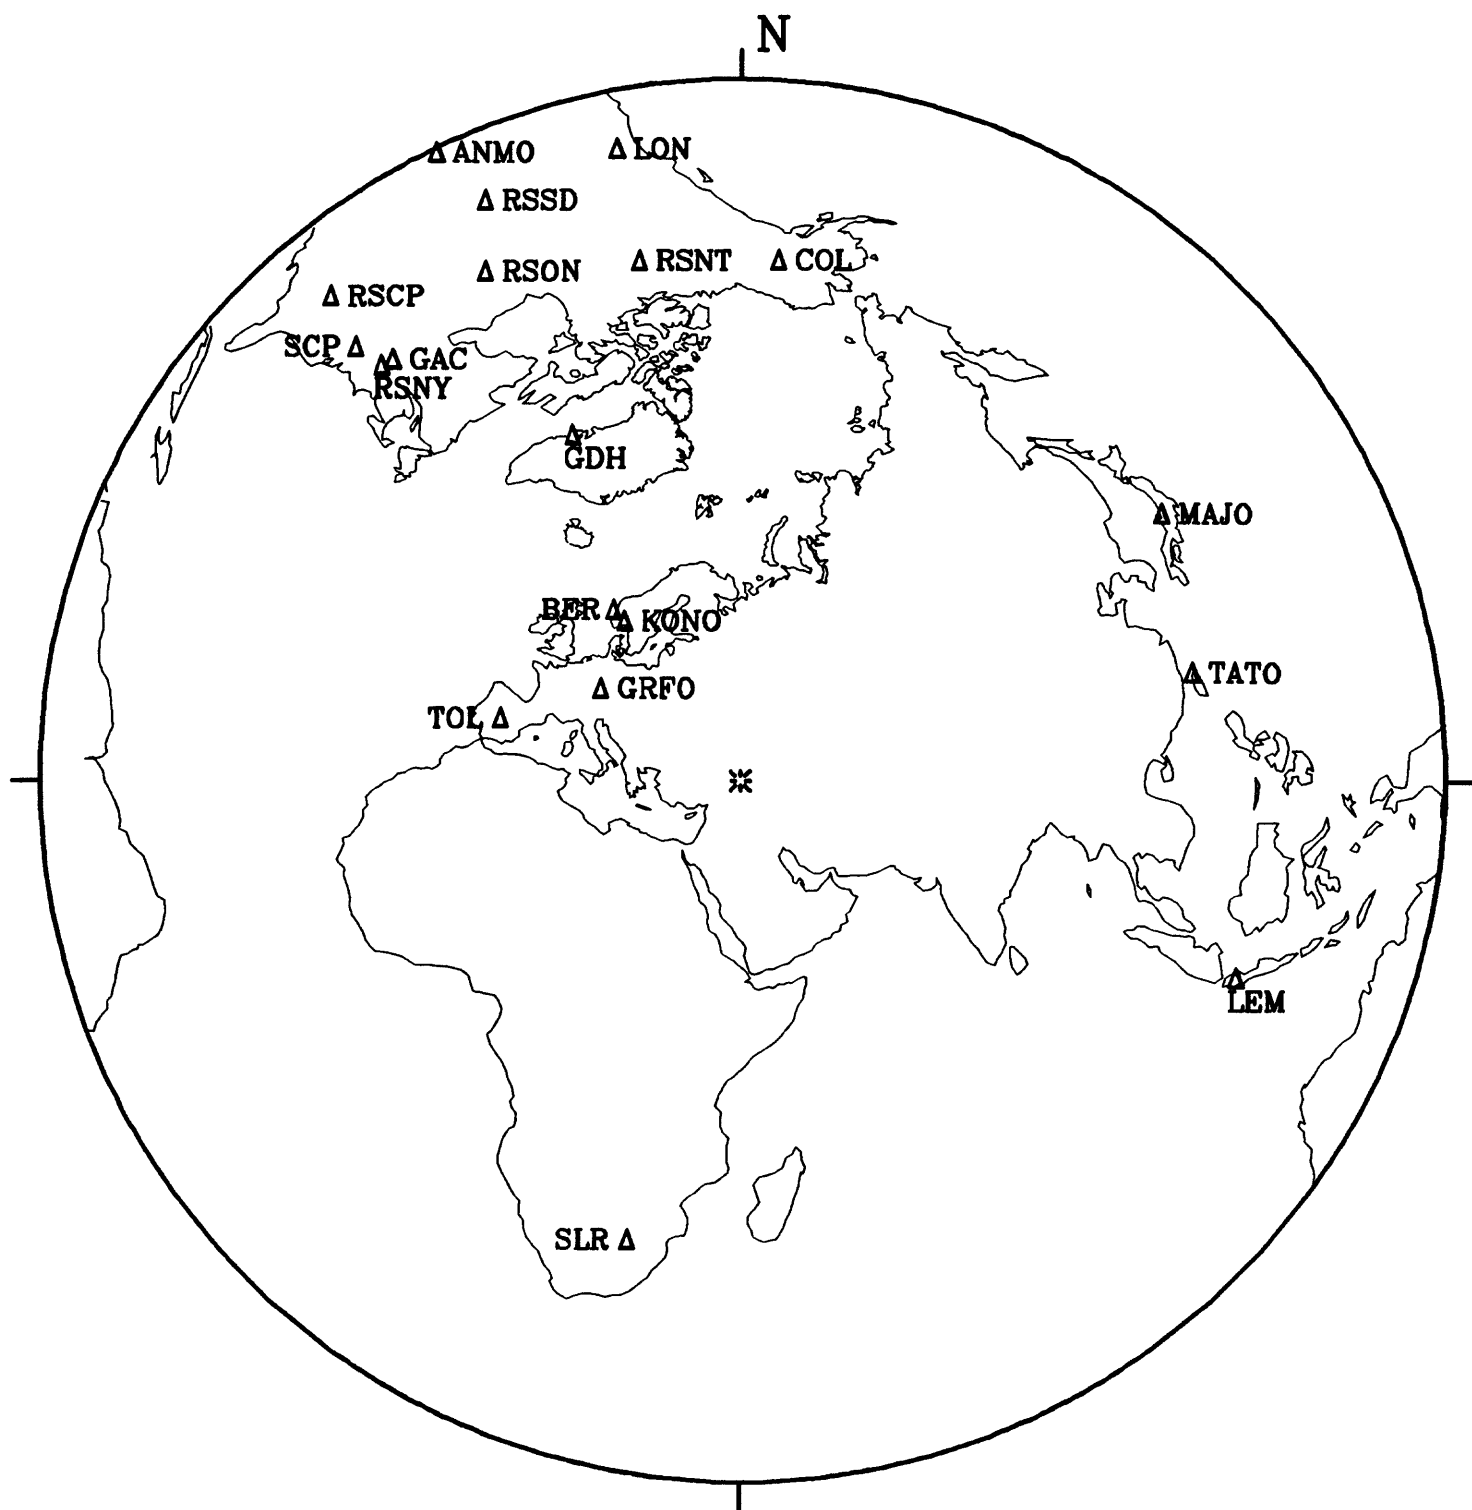 N
ANMO
LON
RSSD
RSNT
COL
RSON
RSCP
SCP
GAC
RSNY
GDH
MAJO
BER
KONO
TATO
GRFO
TOL
LEM
SLR